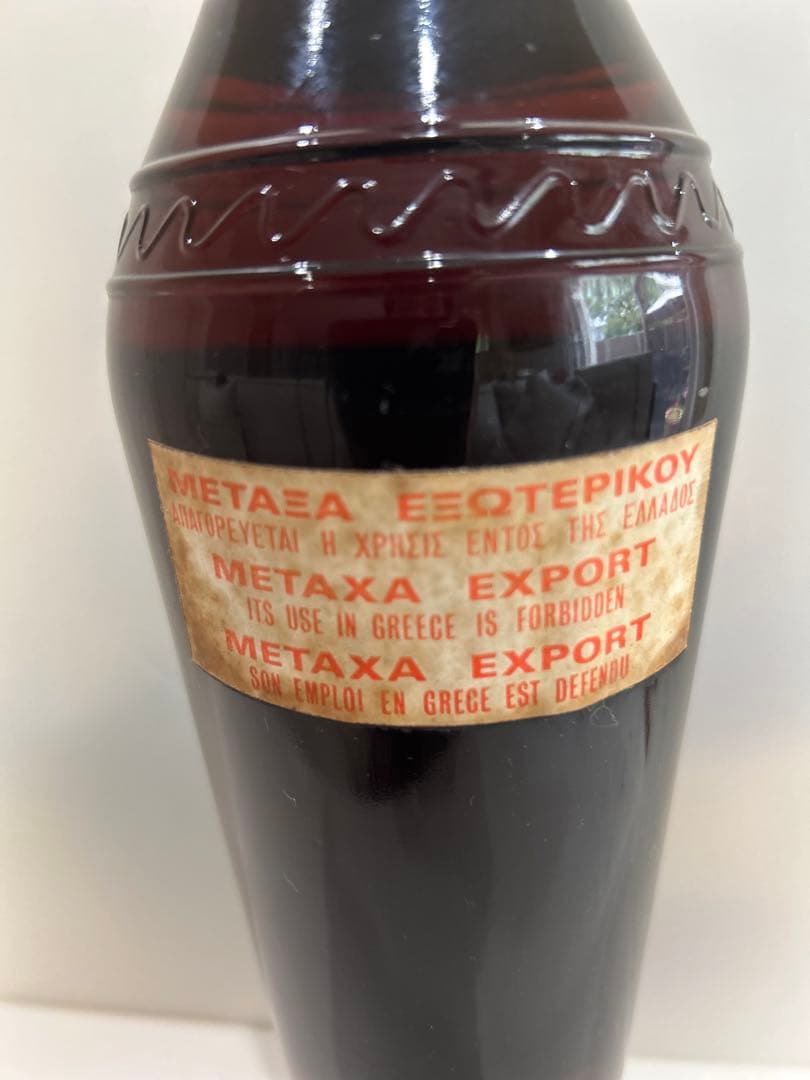 ΜΕΤΑΞΑ ΕΞΩΤΕΡΙΚΟΥ
ΑΠΑΓΟΡΕΥΕΤΑΙ Η ΧΡΗΣΙΣ ΕΝΤΟΣ ΤΗΣ ΕΛΛΑΔΟΣ
METAXA EXPORT
ITS USE IN GREECE IS FORBIDDEN
METAXA EXPORT
SON EMPLOI EN GRECE EST DEFENDU